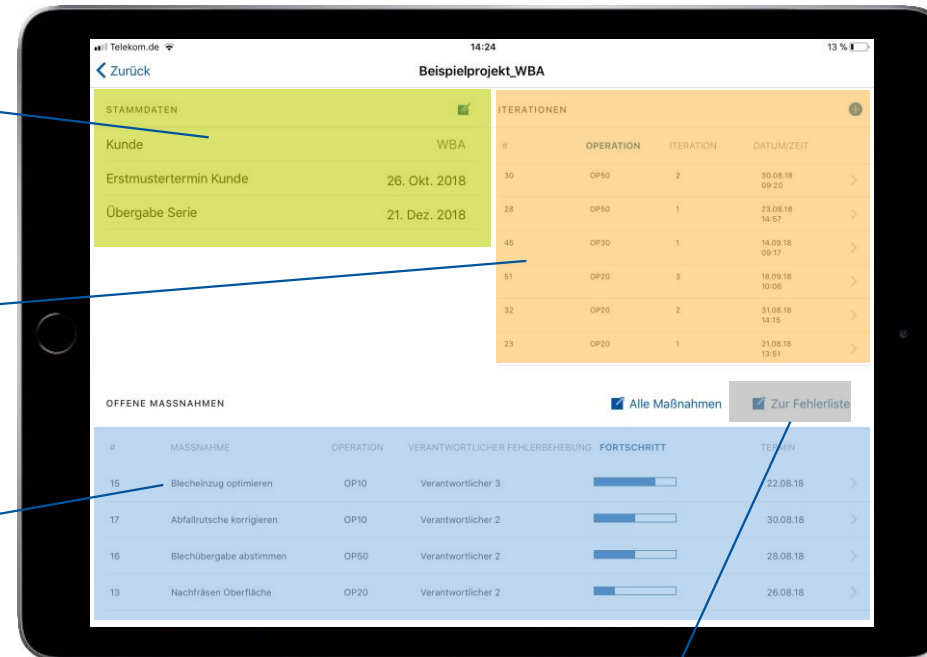 Telekom.de 14:24 13 %
Zurück Beispielprojekt_WBA
STAMMDATEN
Kunde WBA
Erstmustertermin Kunde 26. Okt. 2018
Übergabe Serie 21. Dez. 2018
ITERATIONEN
# OPERATION ITERATION DATUM/ZEIT
30 OP50 2 30.08.18
09:20
28 OP50 1 23.08.18
14:57
45 OP30 1 14.09.18
09:17
51 OP20 3 18.09.18
10:06
32 OP20 2 31.08.18
14:15
23 OP20 1 21.08.18
13:51
OFFENE MASSNAHMEN Alle Maßnahmen Zur Fehlerliste
# MASSNAHME OPERATION VERANTWORTLICHER FEHLERBEHEBUNG FORTSCHRITT TERMIN
15 Blecheinzug optimieren OP10 Verantwortlicher 3 22.08.18
17 Abfallrutsche korrigieren OP10 Verantwortlicher 2 30.08.18
16 Blechübergabe abstimmen OP50 Verantwortlicher 2 28.08.18
13 Nachfräsen Oberfläche OP20 Verantwortlicher 2 26.08.18